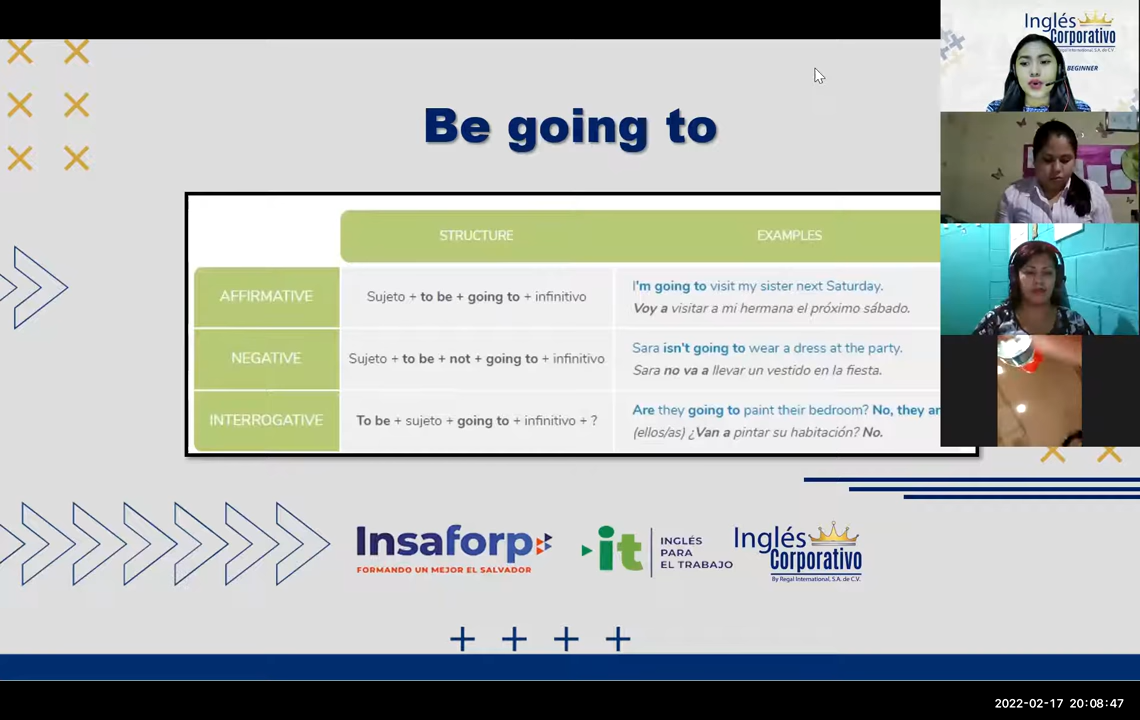 Inglés
Corporativo
By Regal International, S.A. de C.V.
BEGINNER
Be going to
STRUCTURE EXAMPLES
AFFIRMATIVE Sujeto + to be + going to + infinitivo I'm going to visit my sister next Saturday.
Voy a visitar a mi hermana el próximo sábado.
NEGATIVE Sujeto + to be + not + going to + infinitivo Sara isn't going to wear a dress at the party.
Sara no va a llevar un vestido en la fiesta.
INTERROGATIVE To be + sujeto + going to + infinitivo + ? Are they going to paint their bedroom? No, they
(ellos/as) ¿Van a pintar su habitación? No.
Insaforp
FORMANDO UN MEJOR EL SALVADOR
it
INGLÉS
PARA
EL TRABAJO
Inglés
Corporativo
By Regal International, S.A. de C.V.
2022-02-17 20:08:47